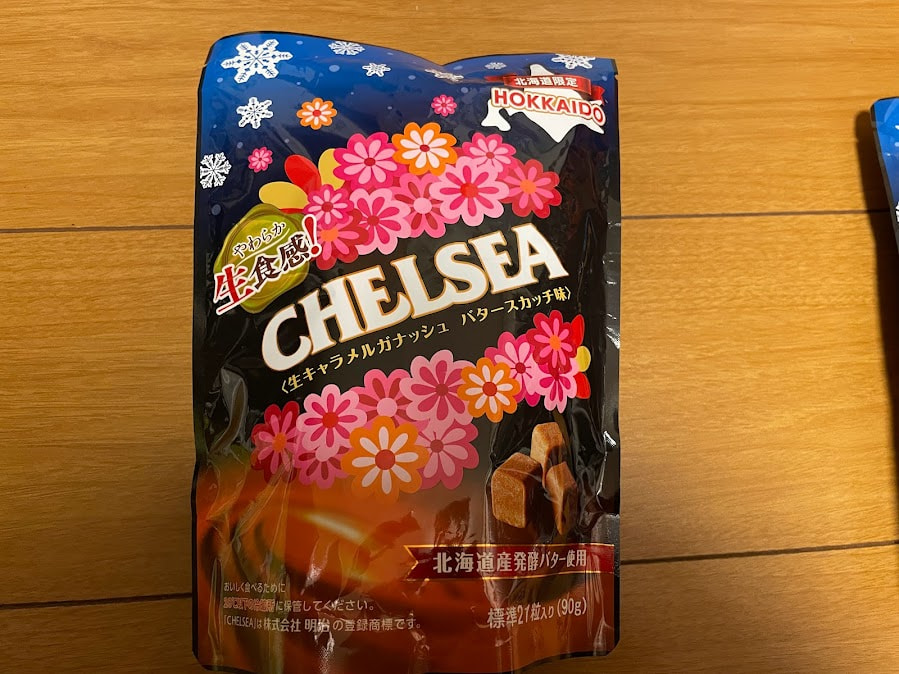 北海道限定
HOKKAIDO
やわらか
生食感!
CHELSEA
〈生キャラメルガナッシュ バタースカッチ味〉
北海道産発酵バター使用
おいしく食べるために
に保管してください。
「CHELSEA」は株式会社 明治 の登録商標です。
標準21粒入り(90g)